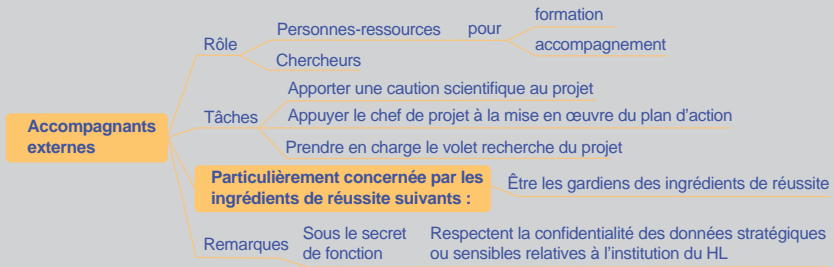 Accompagnants
externes
Rôle
Personnes-ressources
pour
formation
accompagnement
Chercheurs
Tâches
Apporter une caution scientifique au projet
Appuyer le chef de projet à la mise en œuvre du plan d’action
Prendre en charge le volet recherche du projet
Particulièrement concernée par les
ingrédients de réussite suivants :
Être les gardiens des ingrédients de réussite
Remarques
Sous le secret
de fonction
Respectent la confidentialité des données stratégiques
ou sensibles relatives à l’institution du HL